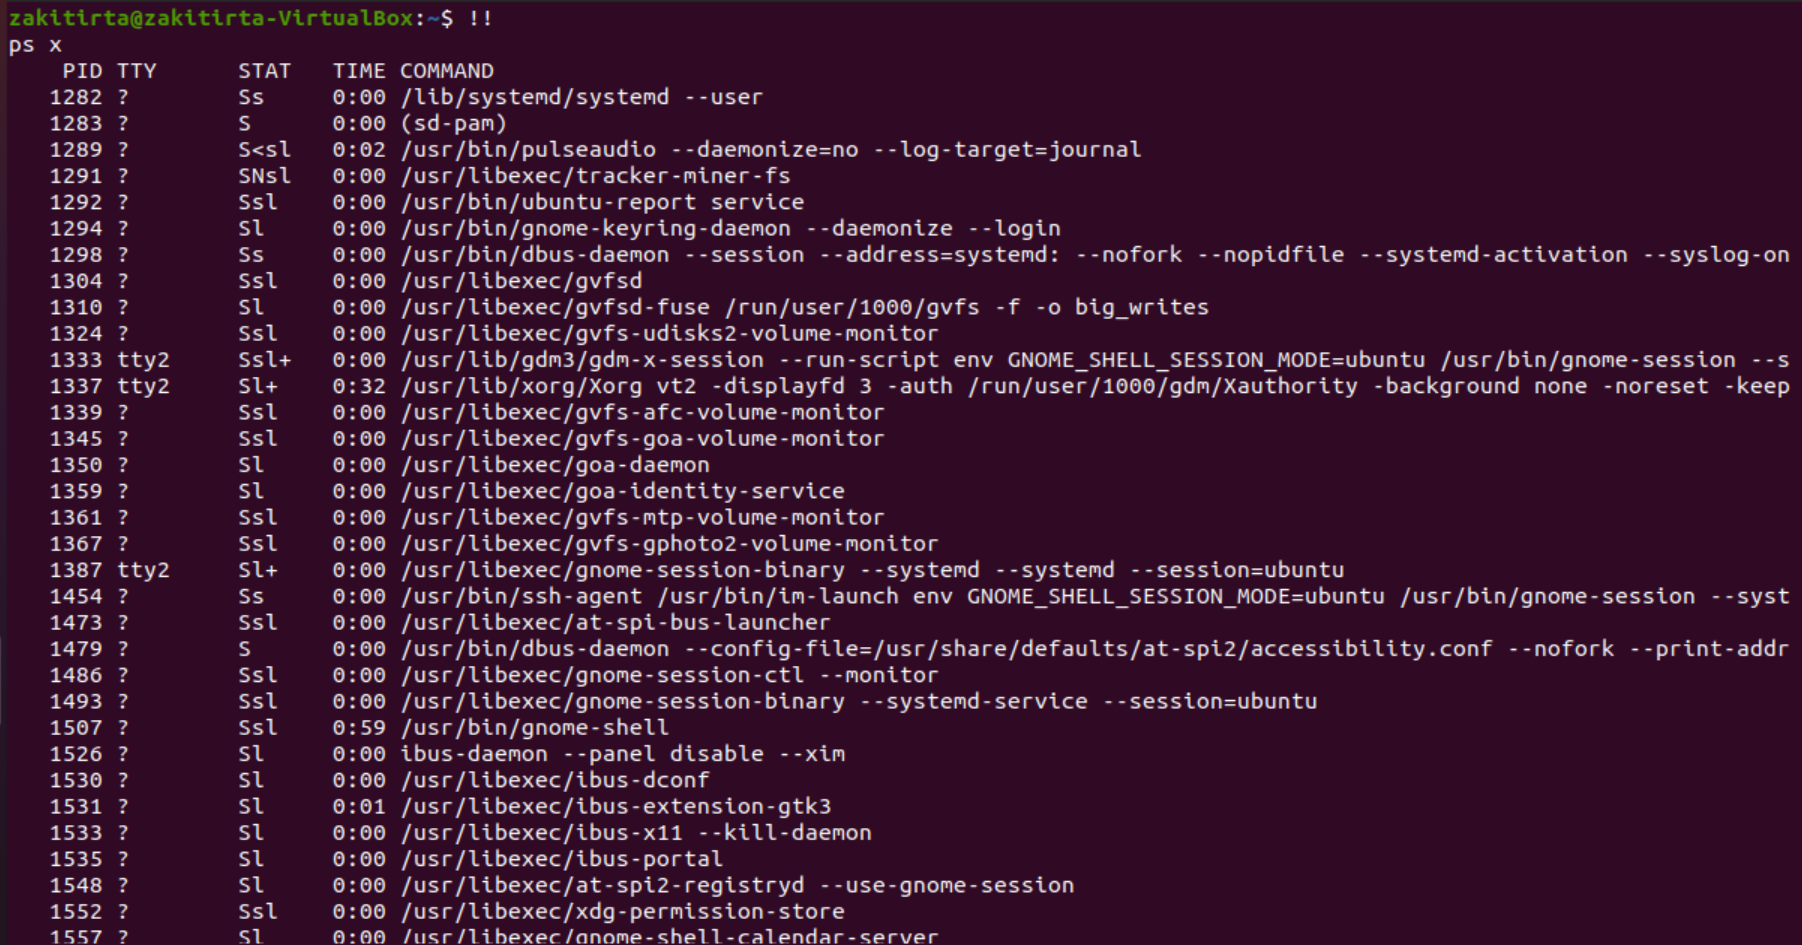 zakitirta@zakitirta-VirtualBox:~$ !!
ps x
    PID TTY      STAT   TIME COMMAND
   1282 ?        Ss     0:00 /lib/systemd/systemd --user
   1283 ?        S      0:00 (sd-pam)
   1289 ?        S<sl   0:02 /usr/bin/pulseaudio --daemonize=no --log-target=journal
   1291 ?        SNsl   0:00 /usr/libexec/tracker-miner-fs
   1292 ?        Ssl    0:00 /usr/bin/ubuntu-report service
   1294 ?        Sl     0:00 /usr/bin/gnome-keyring-daemon --daemonize --login
   1298 ?        Ss     0:00 /usr/bin/dbus-daemon --session --address=systemd: --nofork --nopidfile --systemd-activation --syslog-on
   1304 ?        Ssl    0:00 /usr/libexec/gvfsd
   1310 ?        Sl     0:00 /usr/libexec/gvfsd-fuse /run/user/1000/gvfs -f -o big_writes
   1324 ?        Ssl    0:00 /usr/libexec/gvfs-udisks2-volume-monitor
   1333 tty2     Ssl+   0:00 /usr/lib/gdm3/gdm-x-session --run-script env GNOME_SHELL_SESSION_MODE=ubuntu /usr/bin/gnome-session --s
   1337 tty2     Sl+    0:32 /usr/lib/xorg/Xorg vt2 -displayfd 3 -auth /run/user/1000/gdm/Xauthority -background none -noreset -keep
   1339 ?        Ssl    0:00 /usr/libexec/gvfs-afc-volume-monitor
   1345 ?        Ssl    0:00 /usr/libexec/gvfs-goa-volume-monitor
   1350 ?        Sl     0:00 /usr/libexec/goa-daemon
   1359 ?        Sl     0:00 /usr/libexec/goa-identity-service
   1361 ?        Ssl    0:00 /usr/libexec/gvfs-mtp-volume-monitor
   1367 ?        Ssl    0:00 /usr/libexec/gvfs-gphoto2-volume-monitor
   1387 tty2     Sl+    0:00 /usr/libexec/gnome-session-binary --systemd --systemd --session=ubuntu
   1454 ?        Ss     0:00 /usr/bin/ssh-agent /usr/bin/im-launch env GNOME_SHELL_SESSION_MODE=ubuntu /usr/bin/gnome-session --syst
   1473 ?        Ssl    0:00 /usr/libexec/at-spi-bus-launcher
   1479 ?        S      0:00 /usr/bin/dbus-daemon --config-file=/usr/share/defaults/at-spi2/accessibility.conf --nofork --print-addr
   1486 ?        Ssl    0:00 /usr/libexec/gnome-session-ctl --monitor
   1493 ?        Ssl    0:00 /usr/libexec/gnome-session-binary --systemd-service --session=ubuntu
   1507 ?        Ssl    0:59 /usr/bin/gnome-shell
   1526 ?        Sl     0:00 ibus-daemon --panel disable --xim
   1530 ?        Sl     0:00 /usr/libexec/ibus-dconf
   1531 ?        Sl     0:01 /usr/libexec/ibus-extension-gtk3
   1533 ?        Sl     0:00 /usr/libexec/ibus-x11 --kill-daemon
   1535 ?        Sl     0:00 /usr/libexec/ibus-portal
   1548 ?        Sl     0:00 /usr/libexec/at-spi2-registryd --use-gnome-session
   1552 ?        Ssl    0:00 /usr/libexec/xdg-permission-store
   1557 ?        Sl     0:00 /usr/libexec/gnome-shell-calendar-server